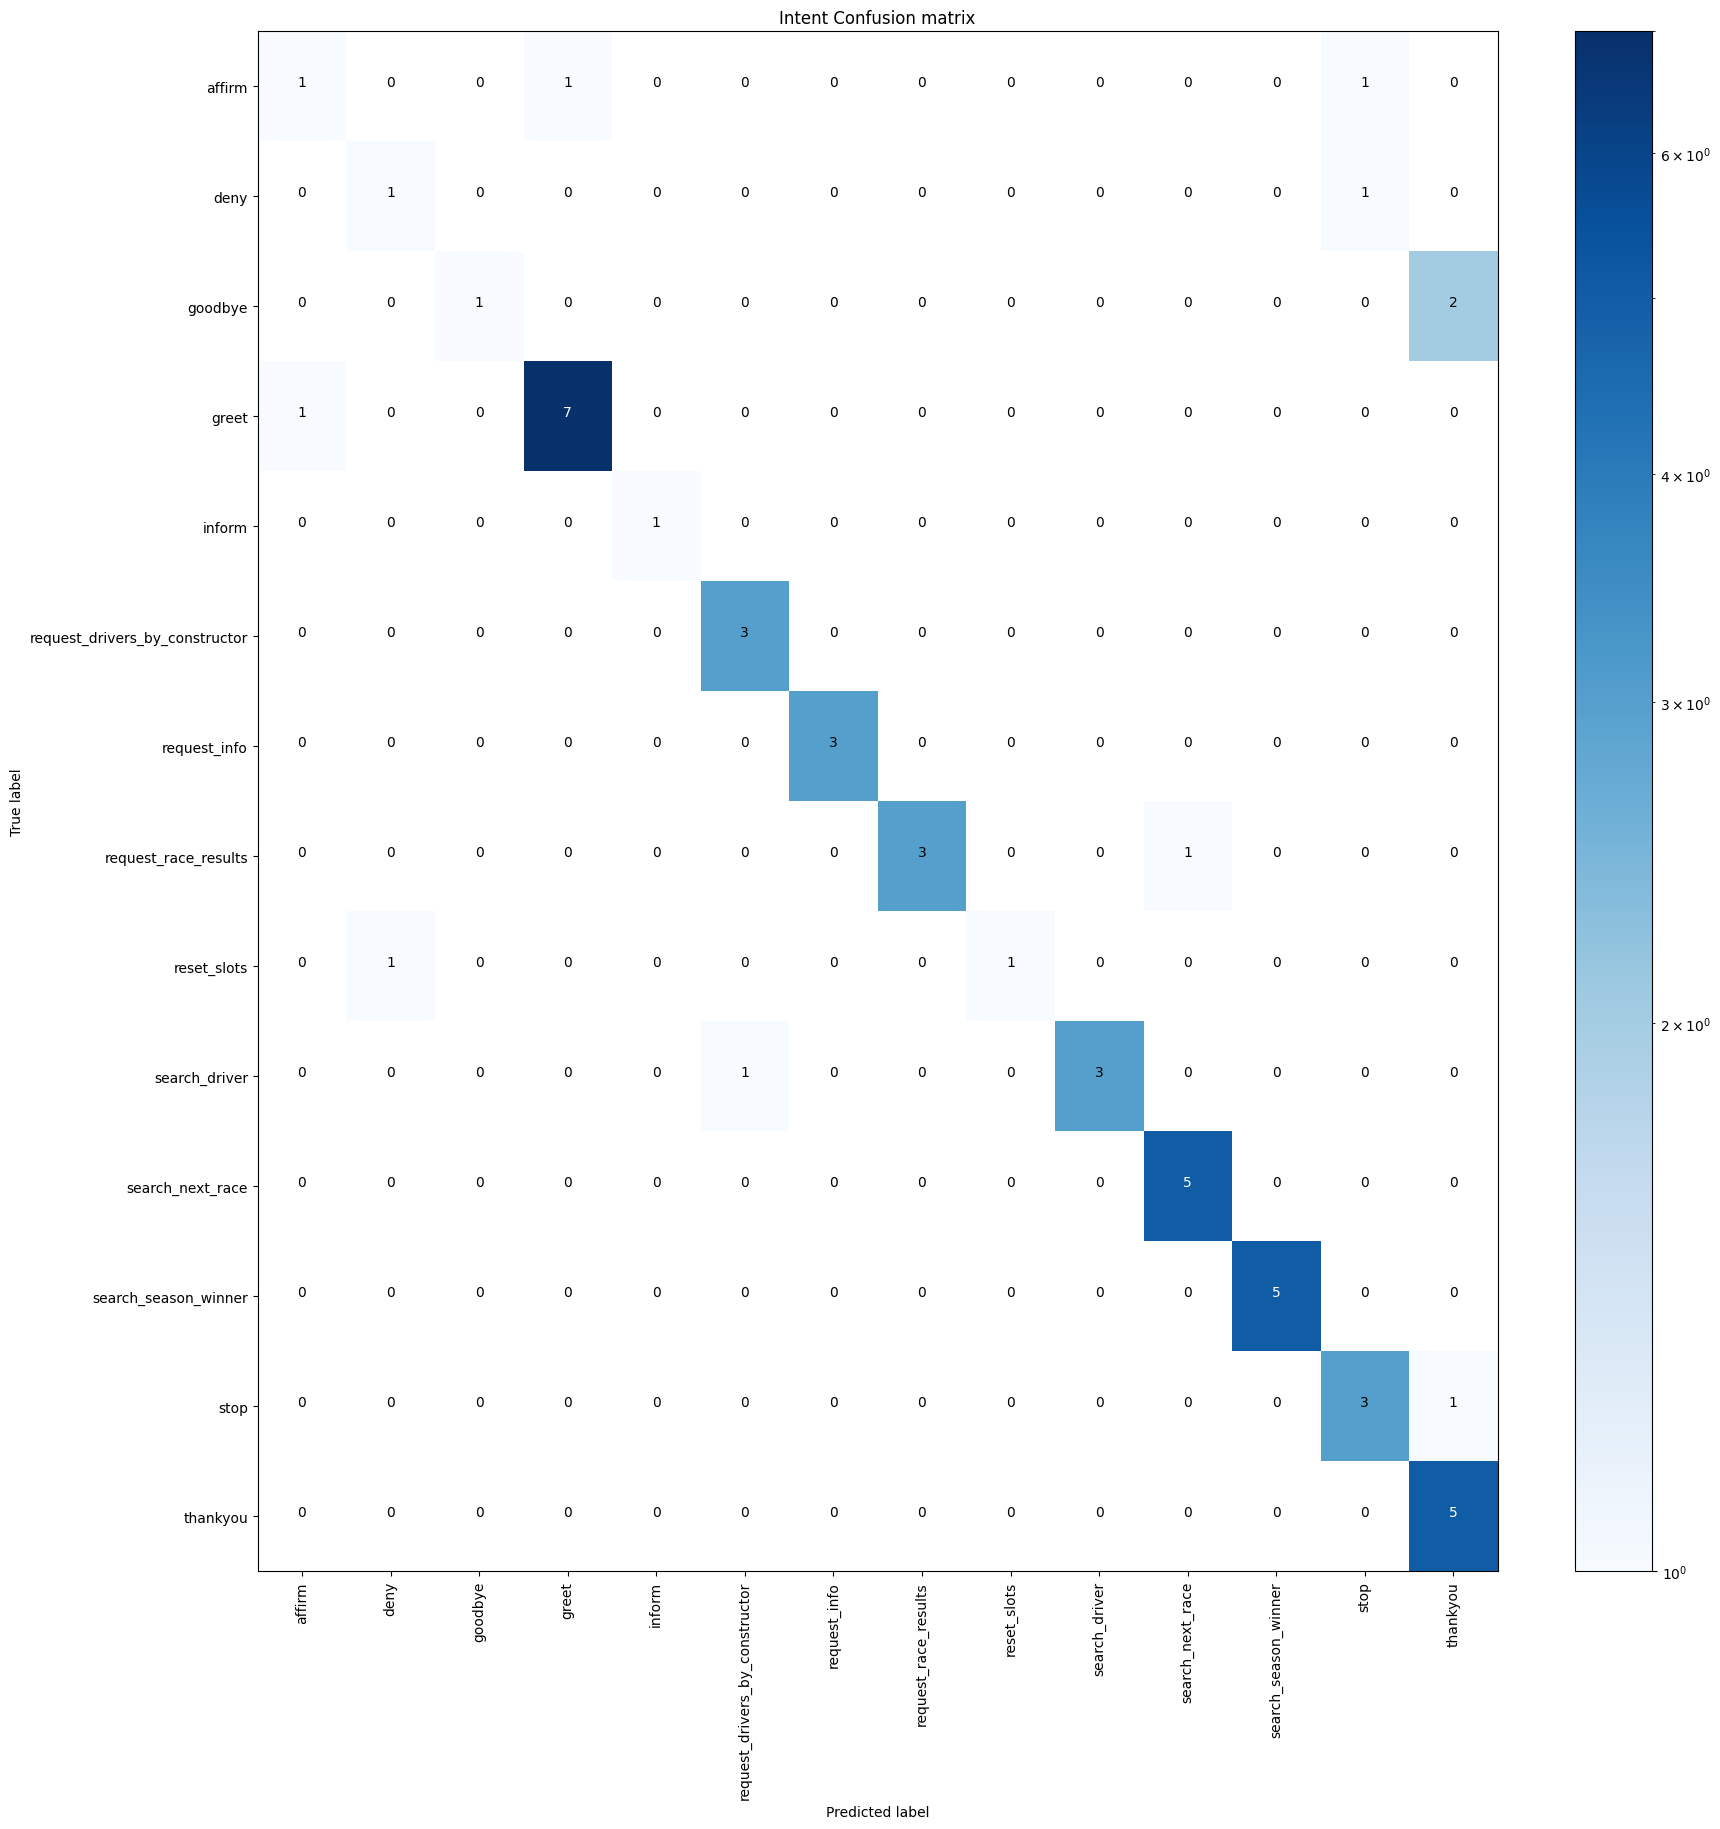 Intent Confusion matrix
affirm 1 0 0 1 0 0 0 0 0 0 0 0 1 0
deny 0 1 0 0 0 0 0 0 0 0 0 0 1 0
goodbye 0 0 1 0 0 0 0 0 0 0 0 0 0 2
greet 1 0 0 7 0 0 0 0 0 0 0 0 0 0
inform 0 0 0 0 1 0 0 0 0 0 0 0 0 0
request_drivers_by_constructor 0 0 0 0 0 3 0 0 0 0 0 0 0 0
request_info 0 0 0 0 0 0 3 0 0 0 0 0 0 0
request_race_results 0 0 0 0 0 0 0 3 0 0 1 0 0 0
reset_slots 0 1 0 0 0 0 0 0 1 0 0 0 0 0
search_driver 0 0 0 0 0 1 0 0 0 3 0 0 0 0
search_next_race 0 0 0 0 0 0 0 0 0 0 5 0 0 0
search_season_winner 0 0 0 0 0 0 0 0 0 0 0 5 0 0
stop 0 0 0 0 0 0 0 0 0 0 0 0 3 1
thankyou 0 0 0 0 0 0 0 0 0 0 0 0 0 5
True label
affirm
deny
goodbye
greet
inform
request_drivers_by_constructor
request_info
request_race_results
reset_slots
search_driver
search_next_race
search_season_winner
stop
thankyou
Predicted label
6 × 10⁰
4 × 10⁰
3 × 10⁰
2 × 10⁰
10⁰